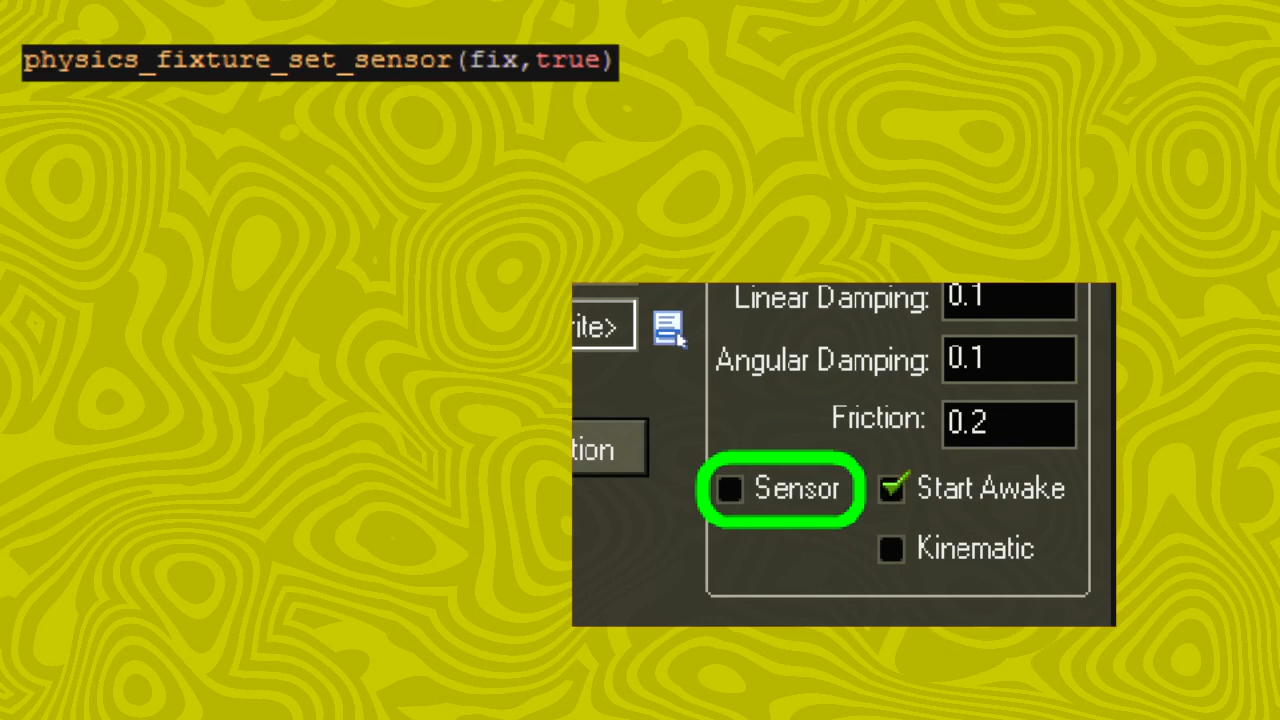 physics_fixture_set_sensor(fix,true)
Linear Damping: 0.1
ite>
Angular Damping: 0.1
Friction: 0.2
tion
Sensor Start Awake
Kinematic